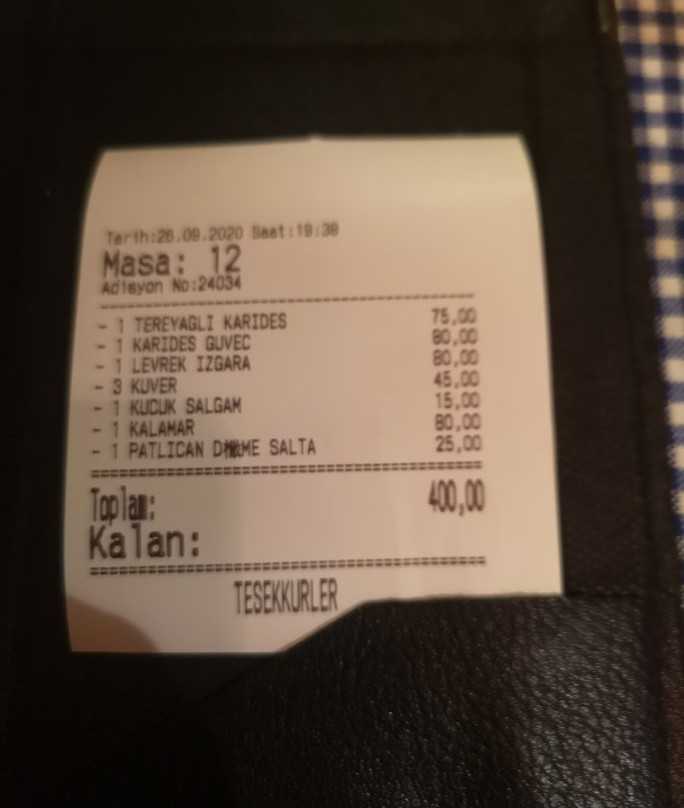 Tarih:26.09.2020 Saat:19:38
Masa: 12
Adisyon No:24034
- 1 TEREYAGLI KARIDES 75,00
- 1 KARIDES GUVEC 80,00
- 1 LEVREK IZGARA 80,00
- 3 KUVER 45,00
- 1 KUCUK SALGAM 15,00
- 1 KALAMAR 80,00
- 1 PATLICAN SALTA 25,00
Toplam: 400,00
Kalan:
TESEKKURLER